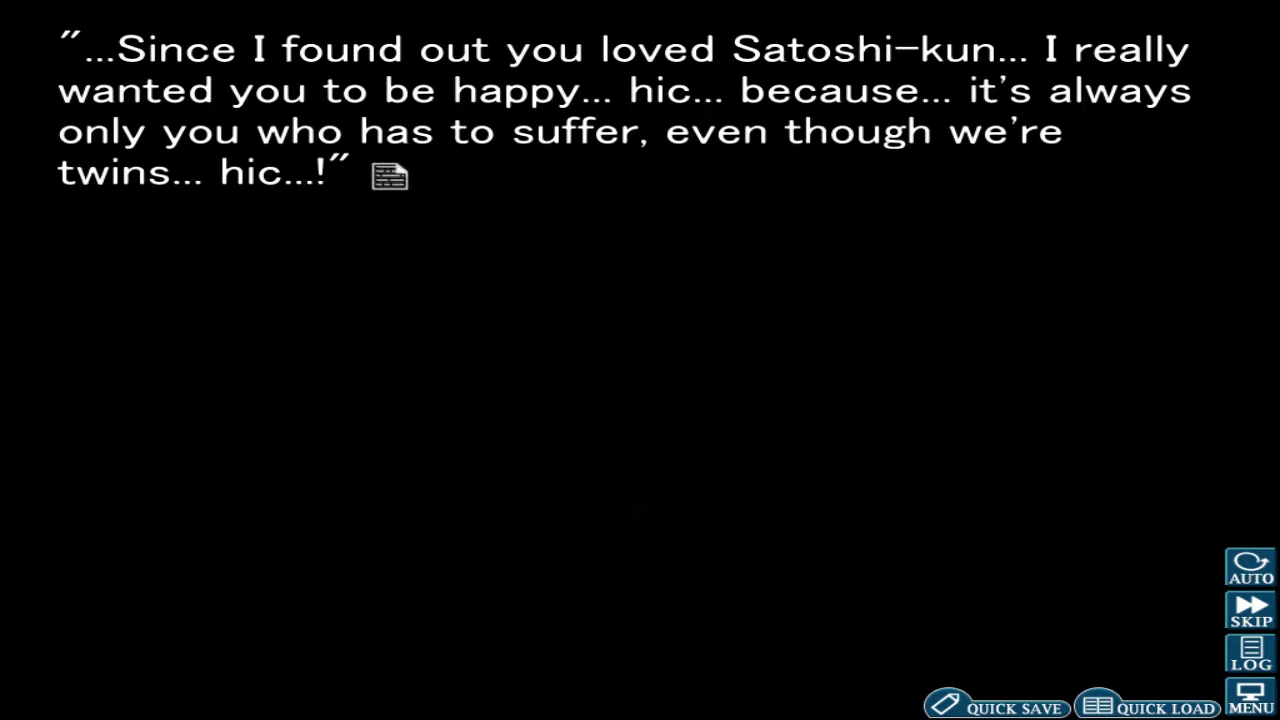 "...Since I found out you loved Satoshi-kun... I really
wanted you to be happy... hic... because... it's always
only you who has to suffer, even though we're
twins... hic...!"
AUTO
SKIP
LOG
QUICK SAVE
QUICK LOAD
MENU